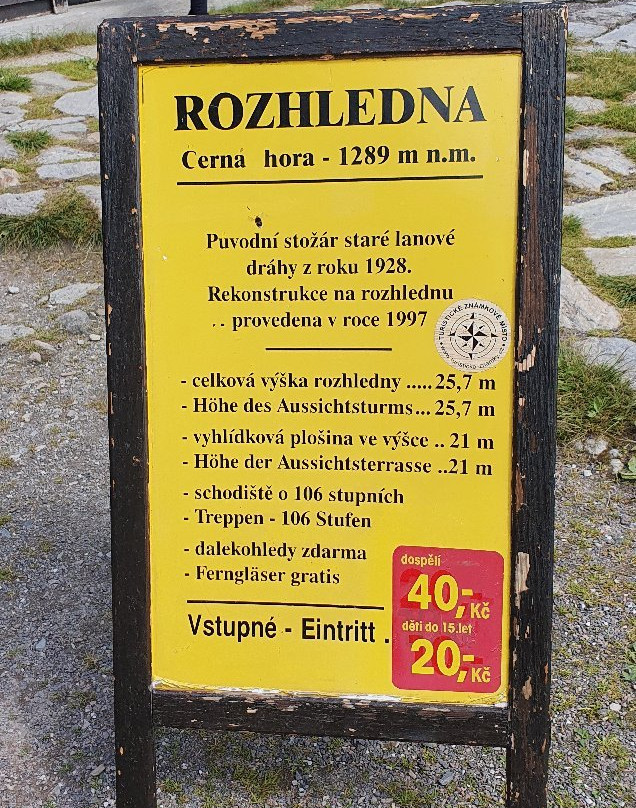 ROZHLEDNA
Cerna hora - 1289 m n.m.
Puvodní stožár staré lanové
dráhy z roku 1928.
Rekonstrukce na rozhlednu
.. provedena v roce 1997
TURISTICKÉ ZNÁMKOVÉ MÍSTO
- celková výška rozhledny ..... 25,7 m
- Höhe des Aussichtsturms... 25,7 m
- vyhlídková plošina ve výšce .. 21 m
- Höhe der Aussichtsterrasse ..21 m
- schodiště o 106 stupních
- Treppen - 106 Stufen
- dalekohledy zdarma
- Ferngläser gratis
Vstupné - Eintritt .
dospělí
40,- Kč
děti do 15.let
20,- Kč